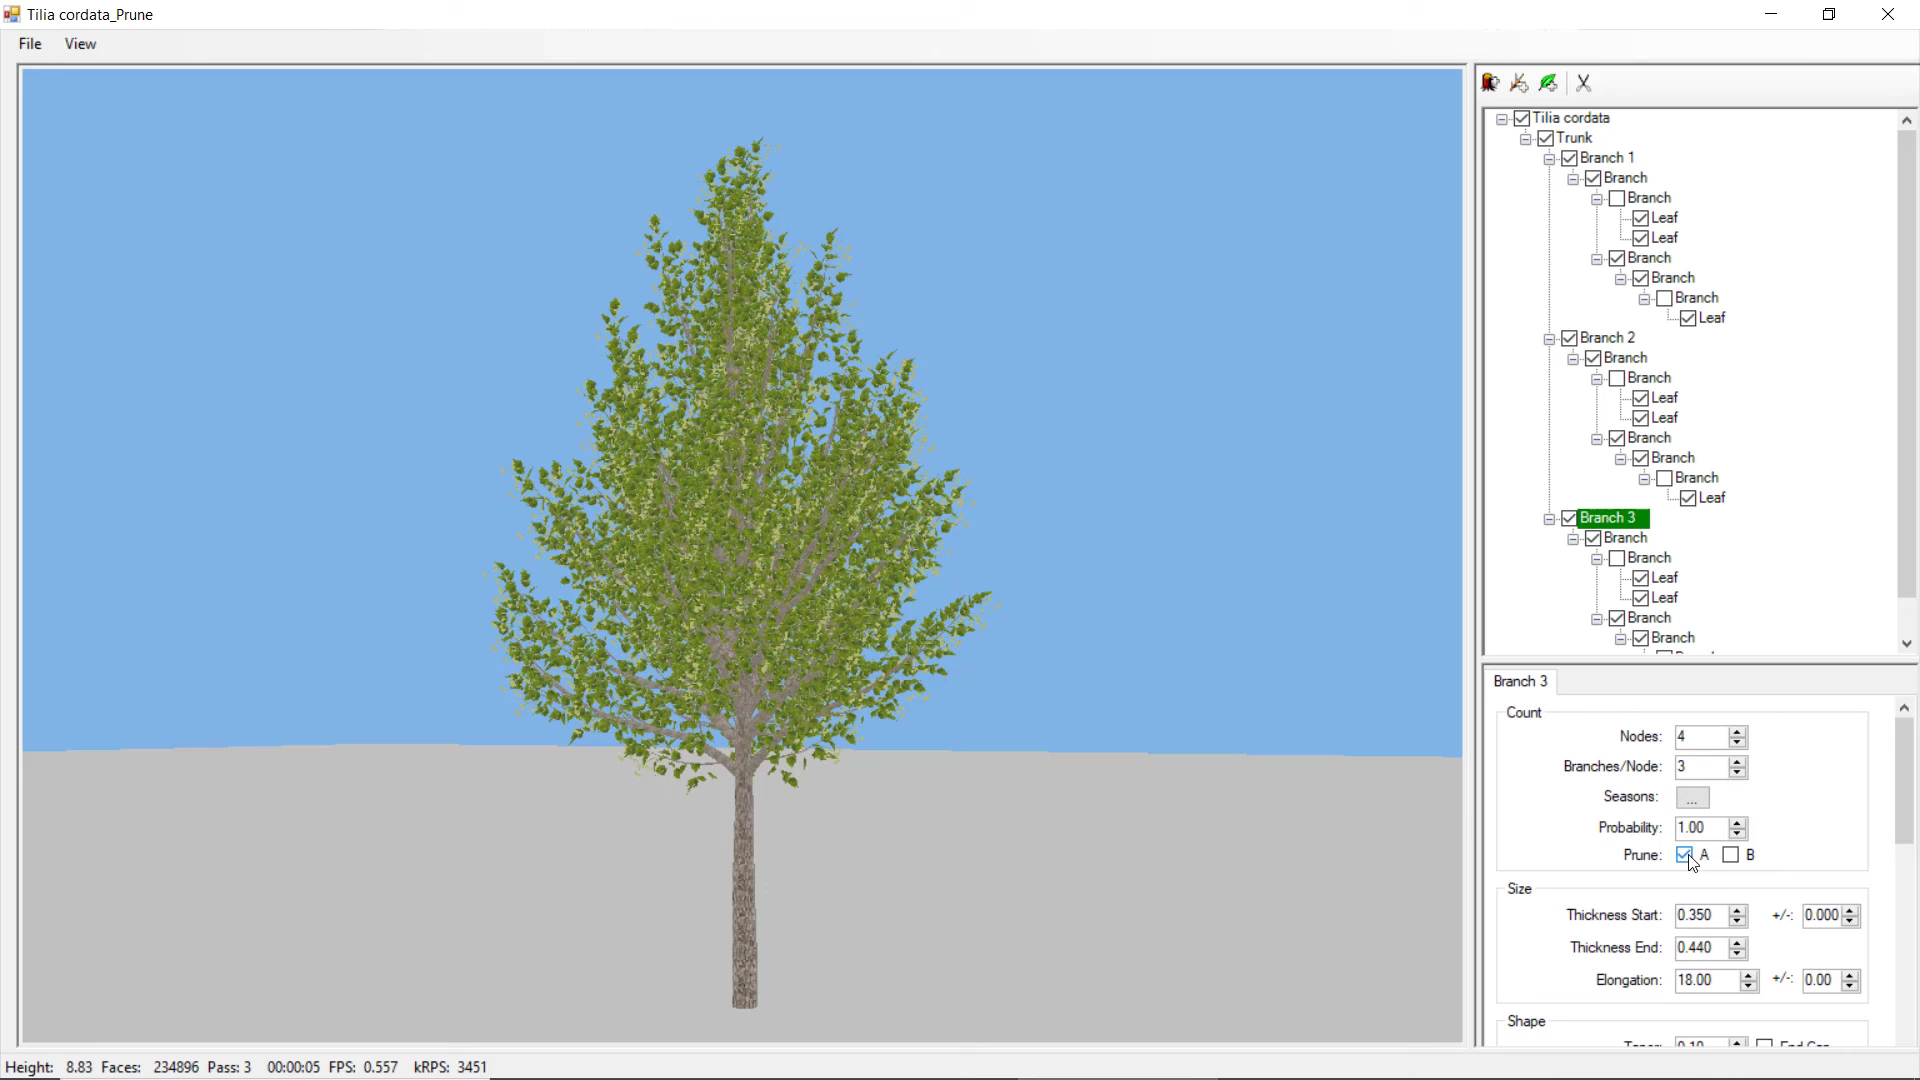 Tilia cordata_Prune
File View
Tilia cordata
Trunk
Branch 1
Branch
Branch
Leaf
Leaf
Branch
Branch
Branch
Leaf
Branch 2
Branch
Branch
Leaf
Leaf
Branch
Branch
Branch
Leaf
Branch 3
Branch
Branch
Leaf
Leaf
Branch
Branch
Branch 3
Count
Nodes: 4
Branches/Node: 3
Seasons: ...
Probability: 1.00
Prune: A B
Size
Thickness Start: 0.350 +/-: 0.000
Thickness End: 0.440
Elongation: 18.00 +/-: 0.00
Shape
Height: 8.83 Faces: 234896 Pass: 3 00:00:05 FPS: 0.557 kRPS: 3451